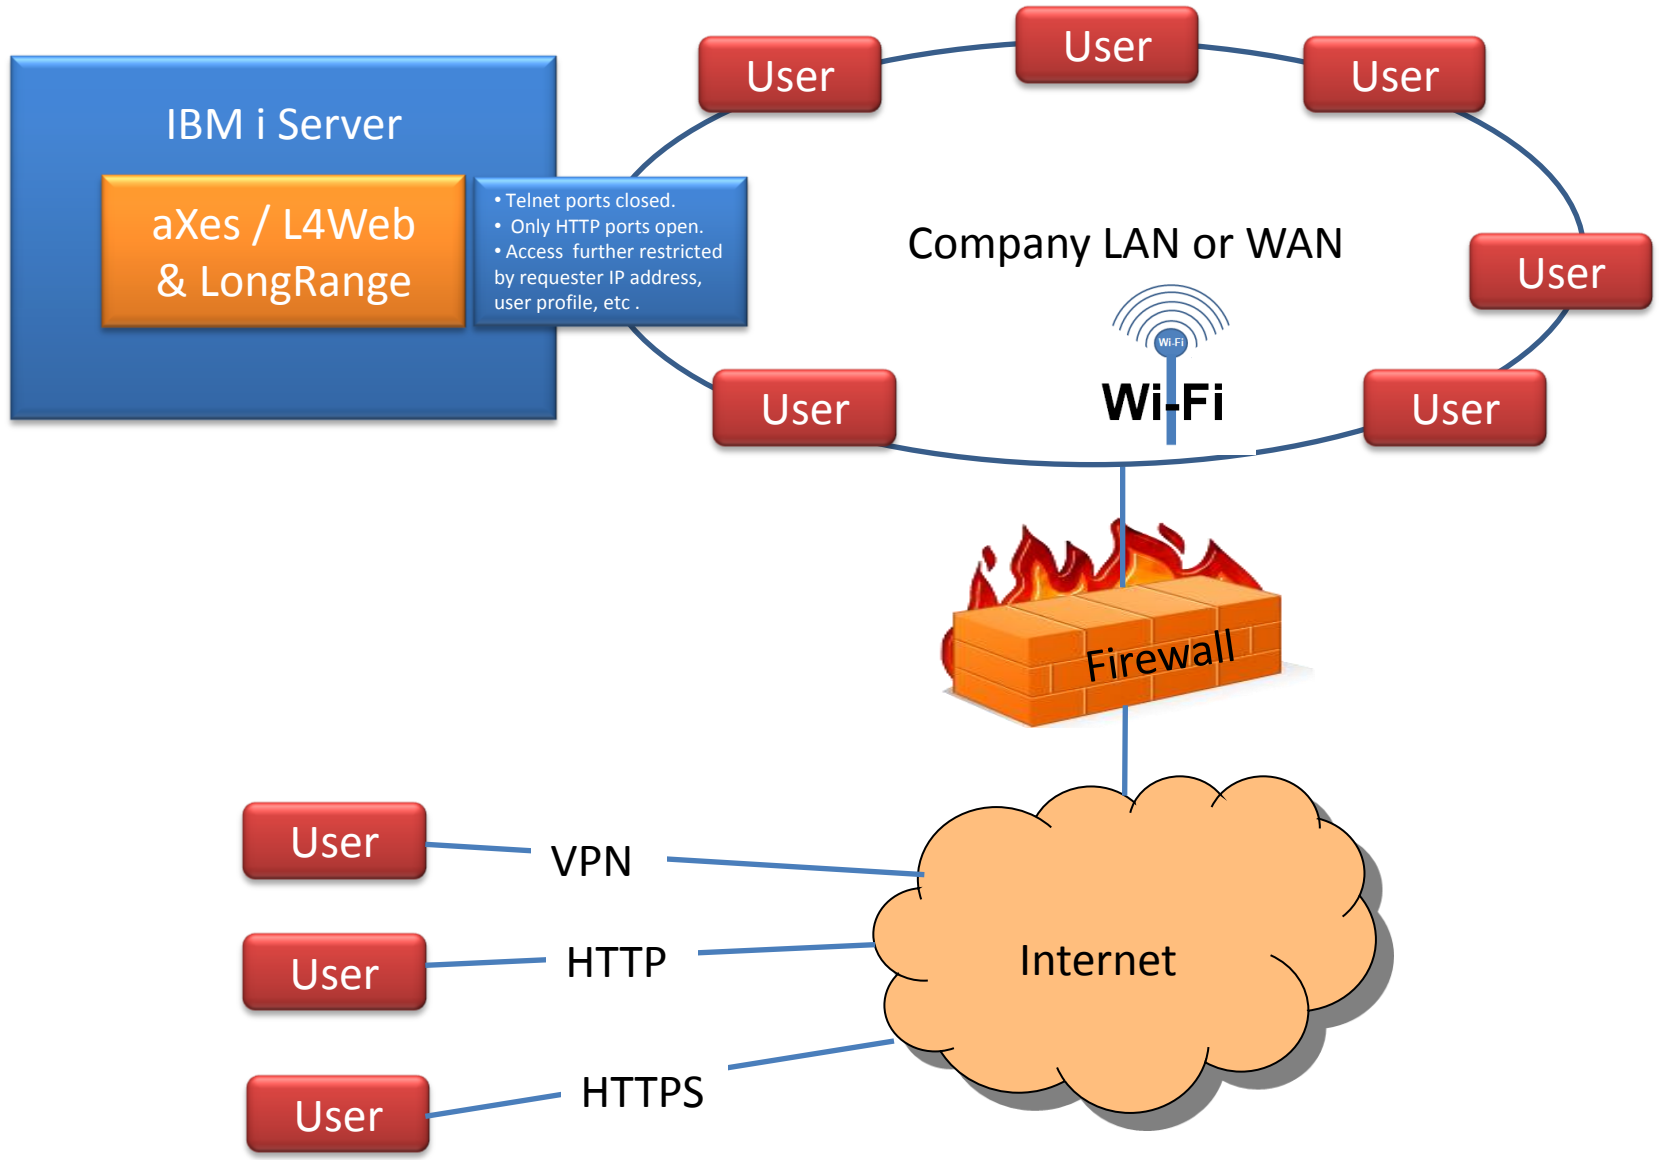 User
User
User
IBM i Server
aXes / L4Web
& LongRange
• Telnet ports closed.
• Only HTTP ports open.
• Access further restricted
by requester IP address,
user profile, etc .
Company LAN or WAN
User
Wi-Fi
Wi-Fi
User
User
Firewall
User
VPN
User
HTTP
Internet
User
HTTPS